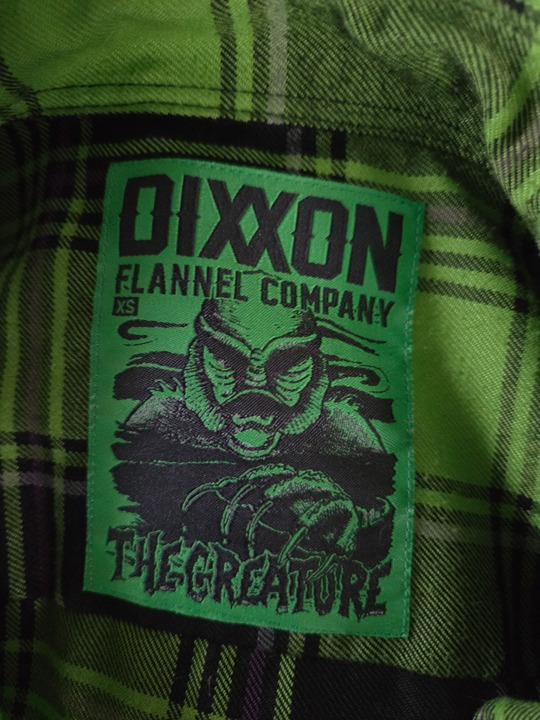 DIXXON
FLANNEL COMPANY
XS
THE CREATURE